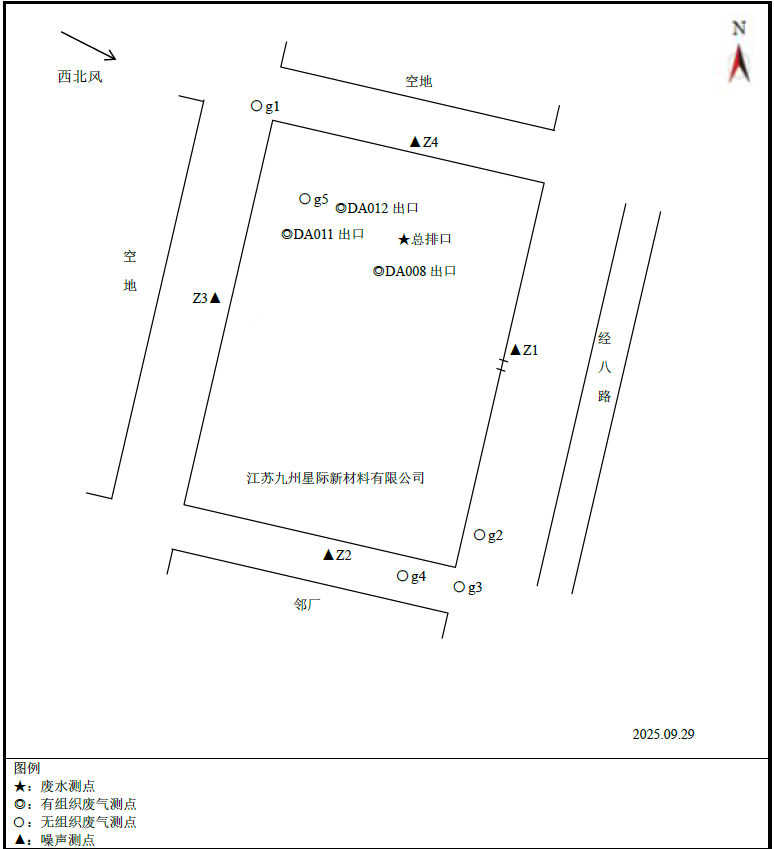 N
西北风
空地
○g1
▲Z4
○g5
◎DA012 出口
◎DA011 出口
★总排口
◎DA008 出口
空
地
Z3▲
▲Z1
经
八
路
江苏九州星际新材料有限公司
○g2
▲Z2
○g4
○g3
邻厂
2025.09.29
图例
★：废水测点
◎：有组织废气测点
○：无组织废气测点
▲：噪声测点